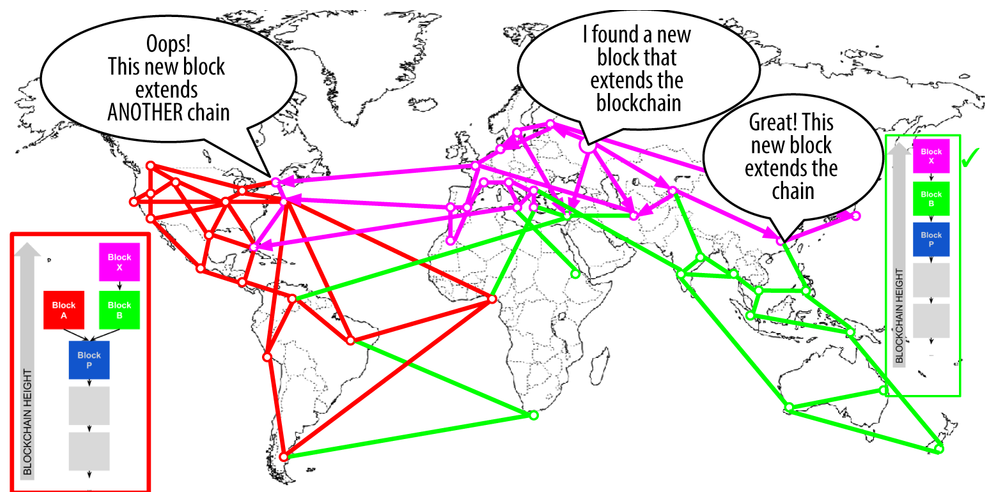 Oops!
This new block
extends
ANOTHER chain
I found a new
block that
extends the
blockchain
Great! This
new block
extends the
chain
BLOCKCHAIN HEIGHT
Block
X
Block
A
Block
B
Block
P
BLOCKCHAIN HEIGHT
Block
X
Block
B
Block
P